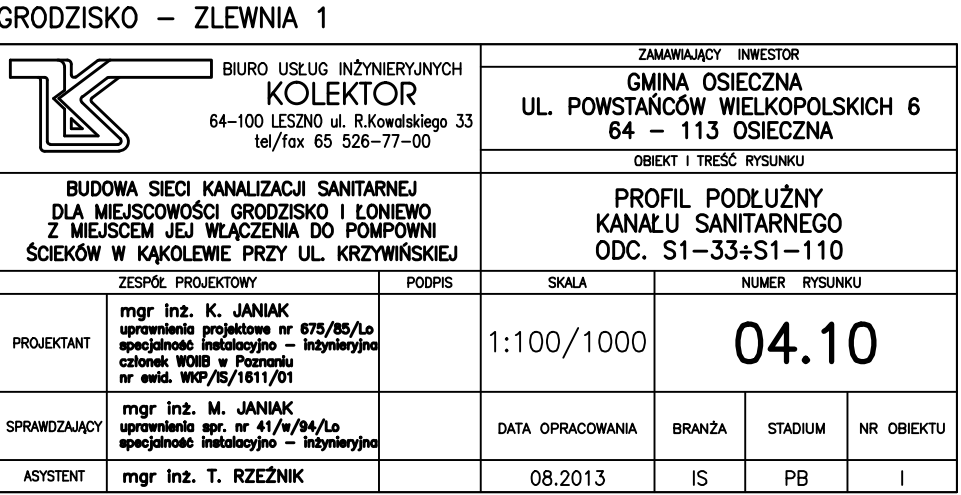 GRODZISKO – ZLEWNIA 1
BIURO USŁUG INŻYNIERYJNYCH
KOLEKTOR
64–100 LESZNO ul. R.Kowalskiego 33
tel/fax 65 526–77–00
ZAMAWIAJĄCY INWESTOR
GMINA OSIECZNA
UL. POWSTAŃCÓW WIELKOPOLSKICH 6
64 – 113 OSIECZNA
OBIEKT I TREŚĆ RYSUNKU
BUDOWA SIECI KANALIZACJI SANITARNEJ
DLA MIEJSCOWOŚCI GRODZISKO I ŁONIEWO
Z MIEJSCEM JEJ WŁĄCZENIA DO POMPOWNI
ŚCIEKÓW W KĄKOLEWIE PRZY UL. KRZYWIŃSKIEJ
PROFIL PODŁUŻNY
KANAŁU SANITARNEGO
ODC. S1–33÷S1–110
ZESPÓŁ PROJEKTOWY
PODPIS
SKALA
NUMER RYSUNKU
PROJEKTANT
mgr inż. K. JANIAK
uprawnienia projektowe nr 675/85/Lo
specjalność instalacyjno – inżynieryjna
członek WOIIB w Poznaniu
nr ewid. WKP/IS/1611/01
1:100/1000
04.10
SPRAWDZAJĄCY
mgr inż. M. JANIAK
uprawnienia spr. nr 41/w/94/Lo
specjalność instalacyjno – inżynieryjna
DATA OPRACOWANIA
BRANŻA
STADIUM
NR OBIEKTU
ASYSTENT
mgr inż. T. RZEŹNIK
08.2013
IS
PB
I